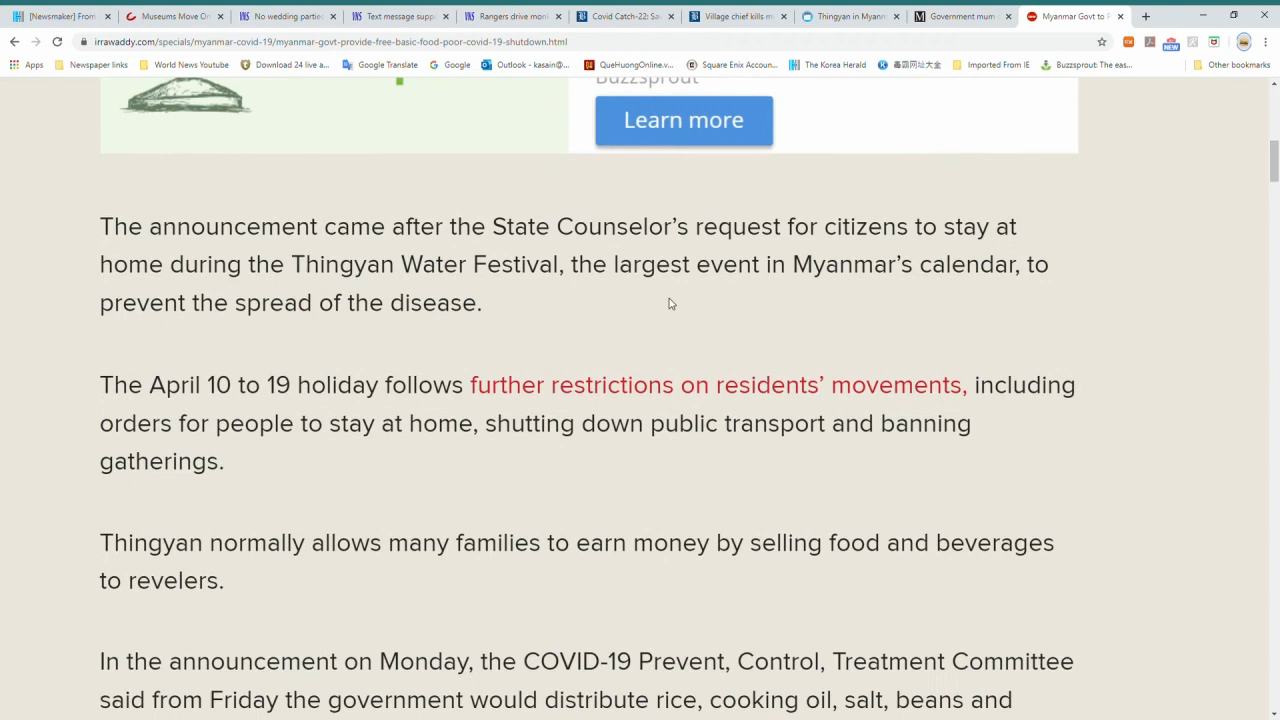 [Newsmaker] From
Museums Move On
No wedding partie
Text message supp
Rangers drive monk
Covid Catch-22: Sav
Village chief kills m
Thingyan in Myanm
Government mum o
Myanmar Govt to P
irrawaddy.com/specials/myanmar-covid-19/myanmar-govt-provide-free-basic-food-poor-covid-19-shutdown.html
Apps
Newspaper links
World News Youtube
Download 24 live a...
Google Translate
Google
Outlook - kasain@...
QueHuongOnline.v...
Square Enix Accoun...
The Korea Herald
毒霸网址大全
Imported From IE
Buzzsprout: The eas...
Other bookmarks
NEW
Buzzsprout
Learn more
The announcement came after the State Counselor’s request for citizens to stay at
home during the Thingyan Water Festival, the largest event in Myanmar’s calendar, to
prevent the spread of the disease.
The April 10 to 19 holiday follows further restrictions on residents’ movements, including
orders for people to stay at home, shutting down public transport and banning
gatherings.
Thingyan normally allows many families to earn money by selling food and beverages
to revelers.
In the announcement on Monday, the COVID-19 Prevent, Control, Treatment Committee
said from Friday the government would distribute rice, cooking oil, salt, beans and